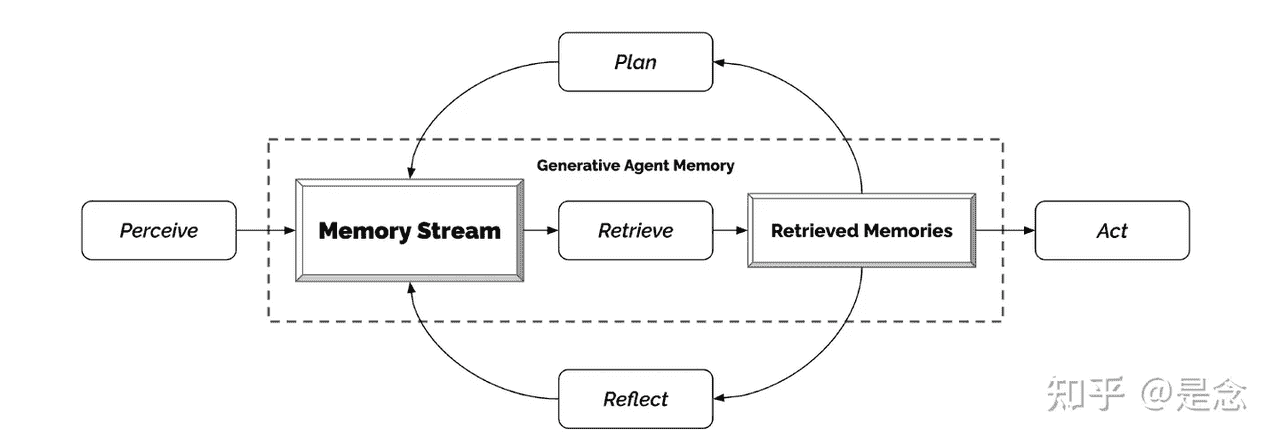 Plan
Generative Agent Memory
Perceive
Memory Stream
Retrieve
Retrieved Memories
Act
Reflect
知乎 @是念